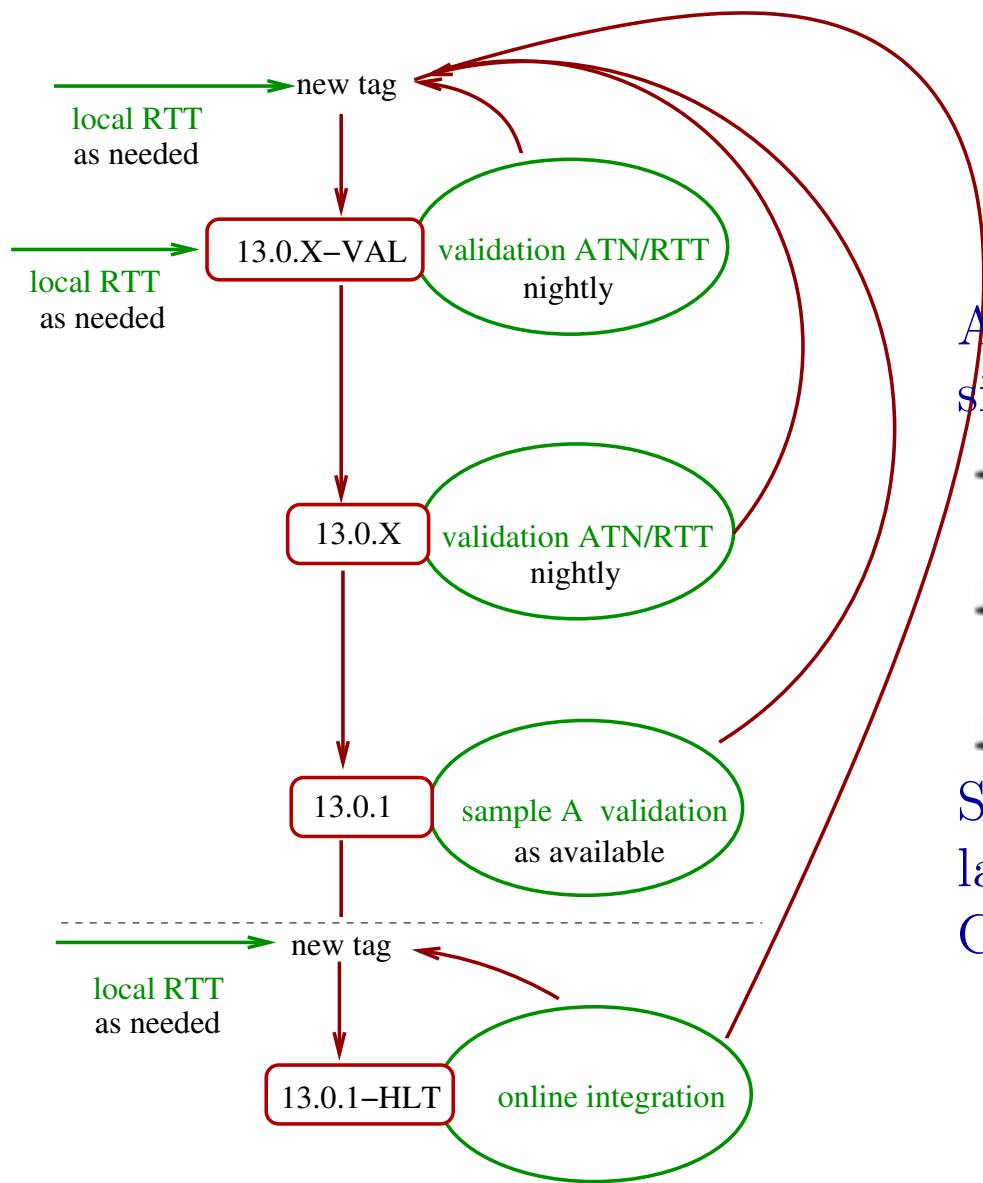 new tag
local RTT
as needed
13.0.X–VAL
validation ATN/RTT
nightly
local RTT
as needed
13.0.X
validation ATN/RTT
nightly
13.0.1
sample A validation
as available
new tag
local RTT
as needed
13.0.1–HLT
online integration